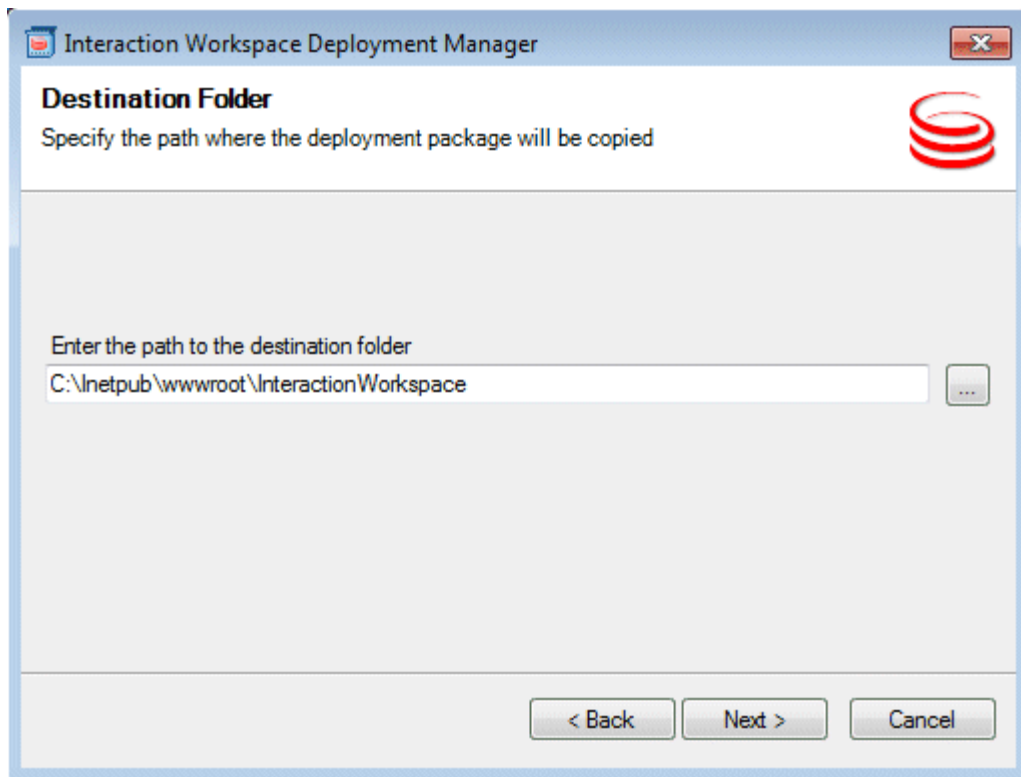 Interaction Workspace Deployment Manager
Destination Folder
Specify the path where the deployment package will be copied
Enter the path to the destination folder
C:\Inetpub\wwwroot\InteractionWorkspace
...
< Back Next > Cancel